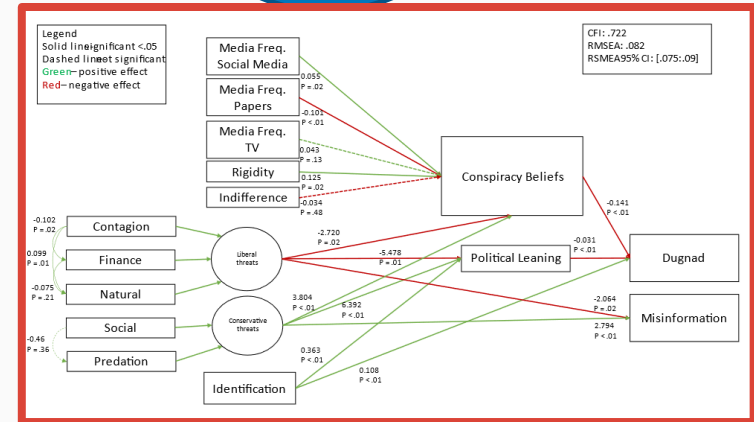 Legend
Solid linesignificant <.05
Dashed linenot significant
Green– positive effect
Red– negative effect
CFI: .722
RMSEA: .082
RSMEA95% CI: [.075:.09]
Media Freq.
Social Media
0.055
P = .02
Media Freq.
Papers
-0.101
P < .01
Media Freq.
TV
0.043
P = .13
Rigidity
0.125
P = .02
Indifference
-0.034
P = .48
Conspiracy Beliefs
-0.141
P < .01
-0.102
P = .02
Contagion
0.099
P = .01
Finance
-0.075
P = .21
Natural
Liberal
threats
-2.720
P = .02
-5.478
P = .01
Political Leaning
-0.031
P < .01
Dugnad
-0.46
P = .36
Social
Predation
Conservative
threats
3.804
P < .01
6.392
P < .01
-2.064
P = .02
2.794
P < .01
Misinformation
Identification
0.363
P < .01
0.108
P < .01